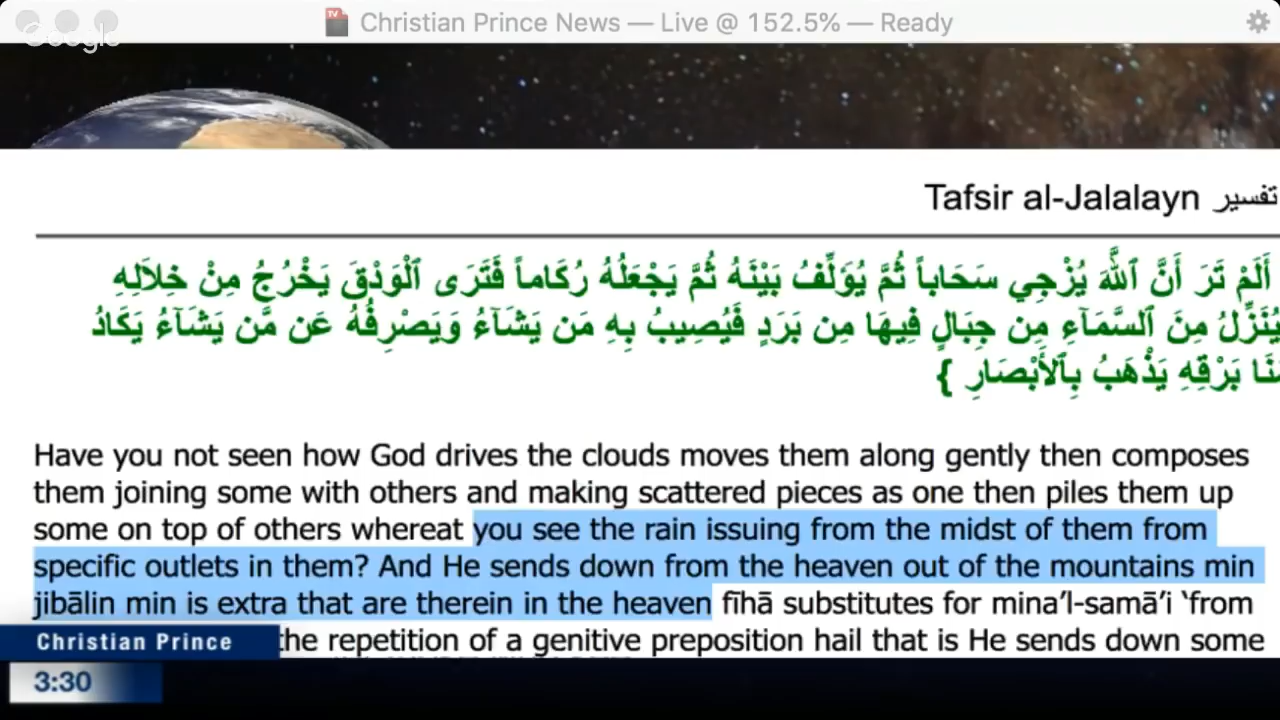 Christian Prince News — Live @ 152.5% — Ready
Google
Tafsir al-Jalalayn تفسير
أَلَمْ تَرَ أَنَّ ٱللَّهَ يُزْجِي سَحَاباً ثُمَّ يُؤَلِّفُ بَيْنَهُ ثُمَّ يَجْعَلُهُ رُكَاماً فَتَرَى ٱلْوَدْقَ يَخْرُجُ مِنْ خِلاَلِهِ
يُنَزِّلُ مِنَ ٱلسَّمَآءِ مِن جِبَالٍ فِيهَا مِن بَرَدٍ فَيُصِيبُ بِهِ مَن يَشَآءُ وَيَصْرِفُهُ عَن مَّن يَشَآءُ يَكَادُ
بَرْقِهِ يَذْهَبُ بِٱلأَبْصَارِ }
Have you not seen how God drives the clouds moves them along gently then composes
them joining some with others and making scattered pieces as one then piles them up
some on top of others whereat you see the rain issuing from the midst of them from
specific outlets in them? And He sends down from the heaven out of the mountains min
jibālin min is extra that are therein in the heaven fīhā substitutes for mina’l-samā’i ‘from
the repetition of a genitive preposition hail that is He sends down some
Christian Prince
3:30